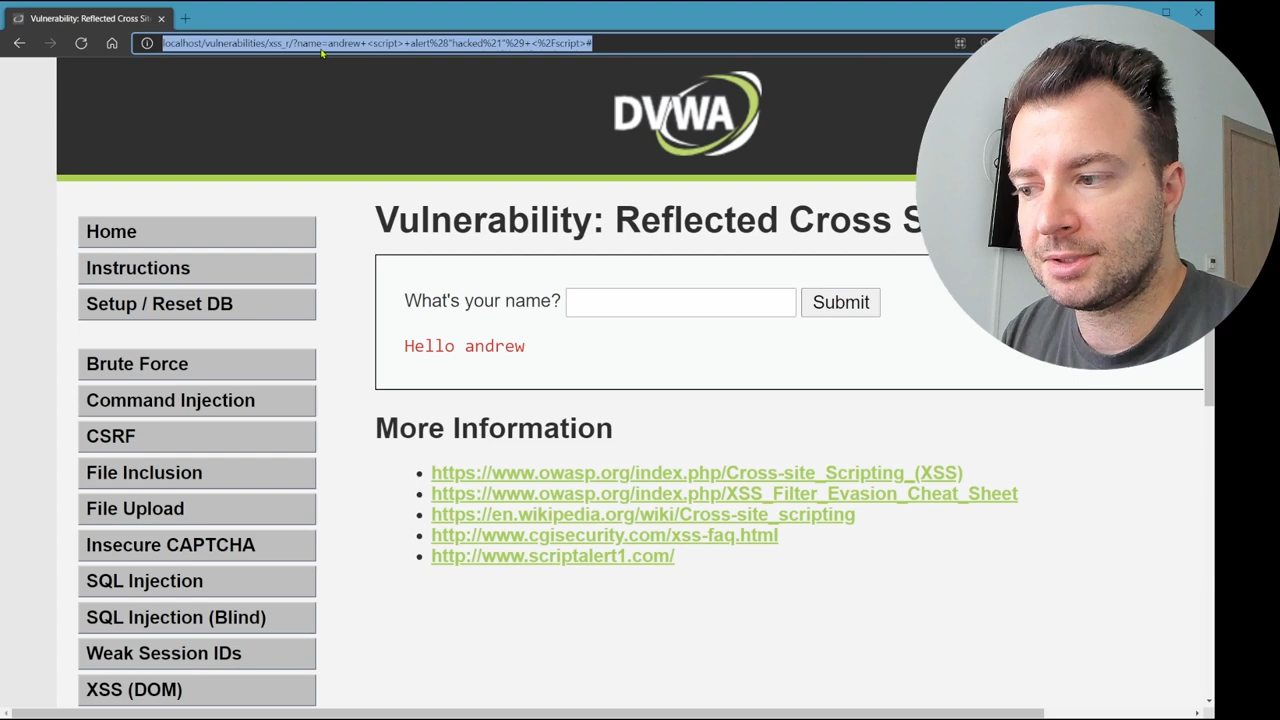 Vulnerability: Reflected Cross Si
localhost/vulnerabilities/xss_r/?name=andrew+<script>+alert%28"hacked%21"%29+<%2Fscript>#
DVWA
Vulnerability: Reflected Cross S
Home
Instructions
Setup / Reset DB
Brute Force
Command Injection
CSRF
File Inclusion
File Upload
Insecure CAPTCHA
SQL Injection
SQL Injection (Blind)
Weak Session IDs
XSS (DOM)
What's your name?
Submit
Hello andrew
More Information
https://www.owasp.org/index.php/Cross-site_Scripting_(XSS)
https://www.owasp.org/index.php/XSS_Filter_Evasion_Cheat_Sheet
https://en.wikipedia.org/wiki/Cross-site_scripting
http://www.cgisecurity.com/xss-faq.html
http://www.scriptalert1.com/